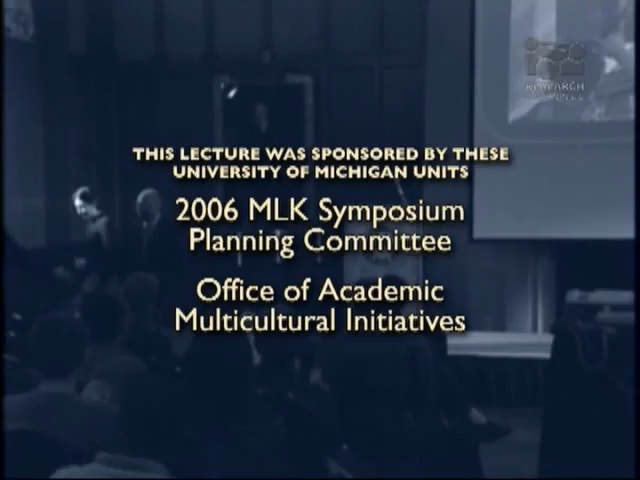 RESEARCH
THIS LECTURE WAS SPONSORED BY THESE
UNIVERSITY OF MICHIGAN UNITS
2006 MLK Symposium
Planning Committee
Office of Academic
Multicultural Initiatives